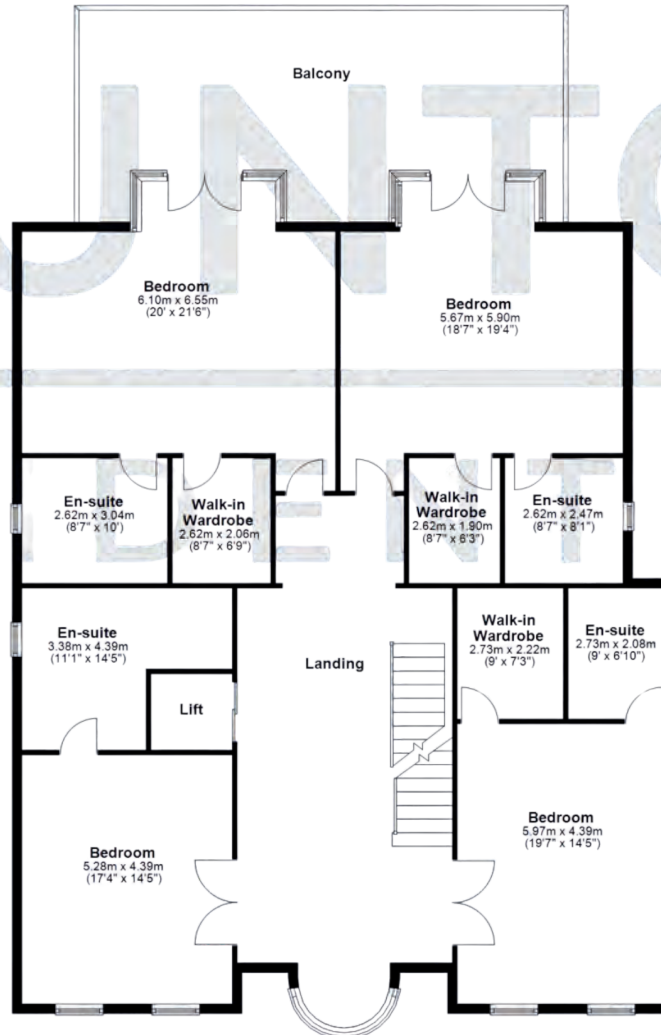 Balcony
Bedroom
6.10m x 6.55m
(20' x 21'6")
Bedroom
5.67m x 5.90m
(18'7" x 19'4")
En-suite
2.62m x 3.04m
(8'7" x 10')
Walk-in
Wardrobe
2.62m x 2.06m
(8'7" x 6'9")
Walk-in
Wardrobe
2.62m x 1.90m
(8'7" x 6'3")
En-suite
2.62m x 2.47m
(8'7" x 8'1")
En-suite
3.38m x 4.39m
(11'1" x 14'5")
Lift
Landing
Walk-in
Wardrobe
2.73m x 2.22m
(9' x 7'3")
En-suite
2.73m x 2.08m
(9' x 6'10")
Bedroom
5.28m x 4.39m
(17'4" x 14'5")
Bedroom
5.97m x 4.39m
(19'7" x 14'5")